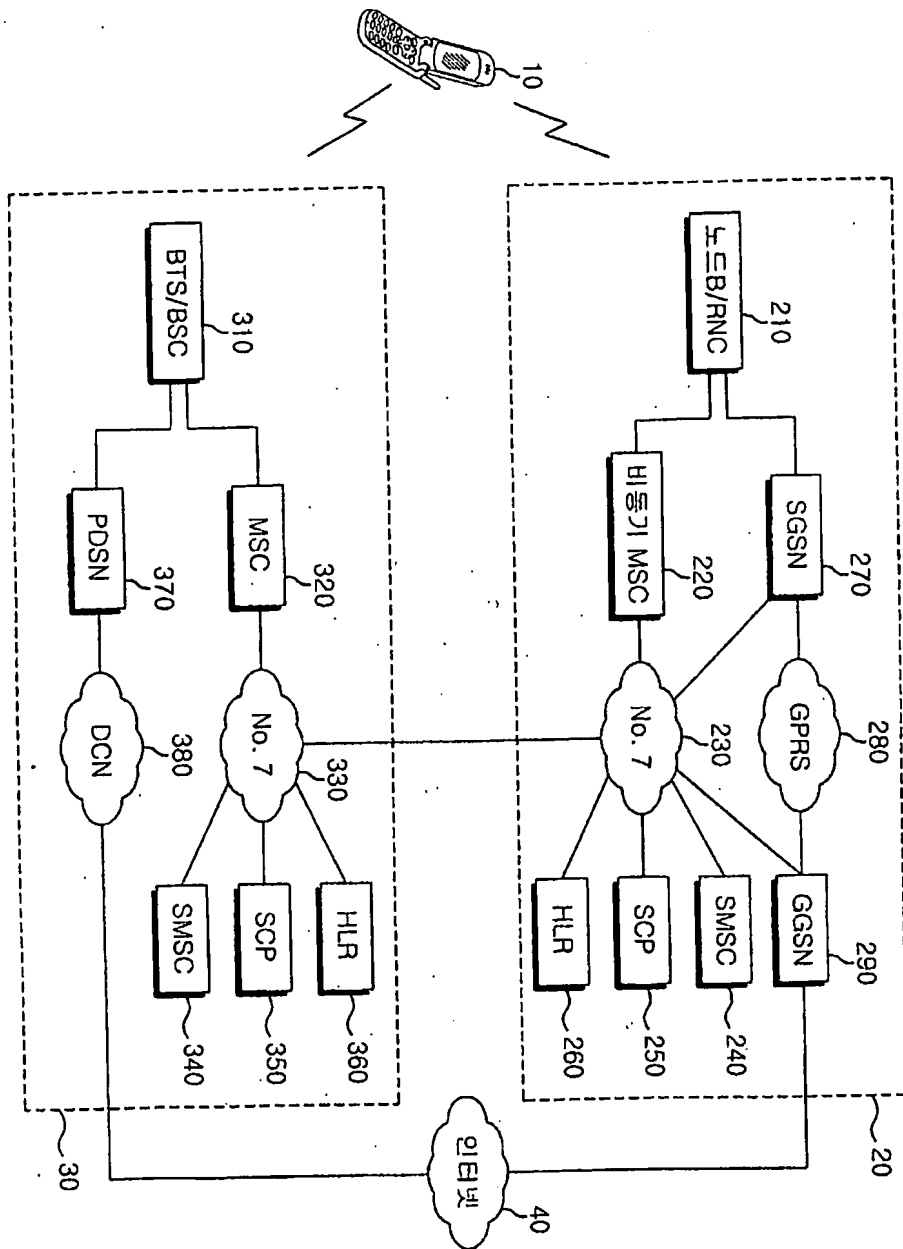 10
20
노드B/RNC
210
SGSN
270
GPRS
280
GGSN
290
비동기 MSC
220
No. 7
230
SMSC
240
SCP
250
HLR
260
30
BTS/BSC
310
MSC
320
No. 7
330
HLR
360
SCP
350
SMSC
340
PDSN
370
DCN
380
인터넷
40